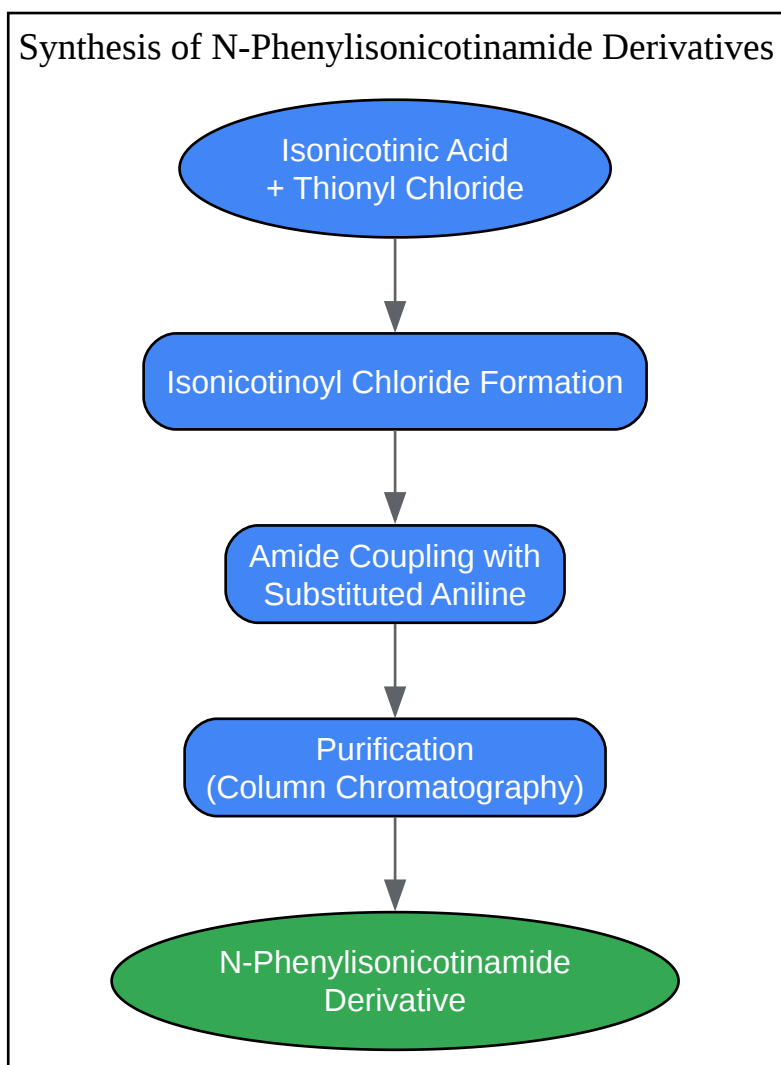 Synthesis of N-Phenylisonicotinamide Derivatives
Isonicotinic Acid
+ Thionyl Chloride
Isonicotinoyl Chloride Formation
Amide Coupling with
Substituted Aniline
Purification
(Column Chromatography)
N-Phenylisonicotinamide
Derivative